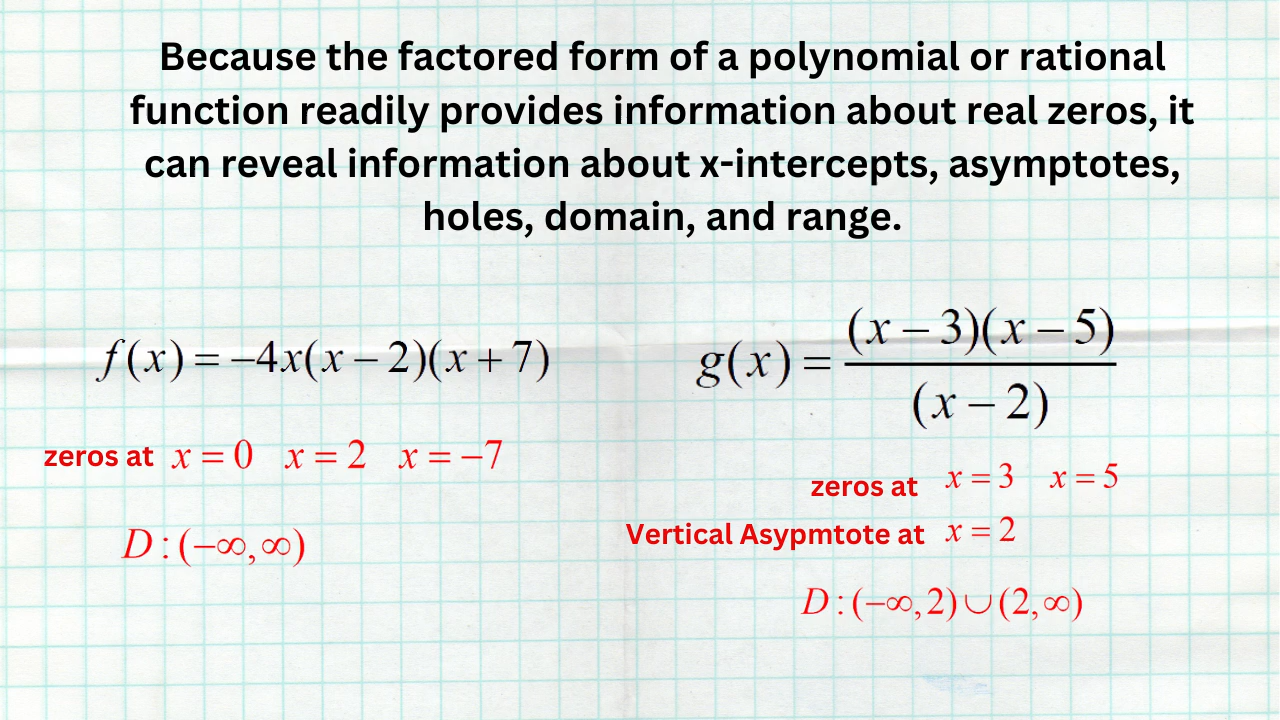 Because the factored form of a polynomial or rational
function readily provides information about real zeros, it
can reveal information about x-intercepts, asymptotes,
holes, domain, and range.
f(x) = −4x(x − 2)(x + 7)
zeros at x = 0 x = 2 x = −7
D : (−∞, ∞)
g(x) = (x − 3)(x − 5)
(x − 2)
zeros at x = 3 x = 5
Vertical Asypmtote at x = 2
D : (−∞, 2) ∪ (2, ∞)